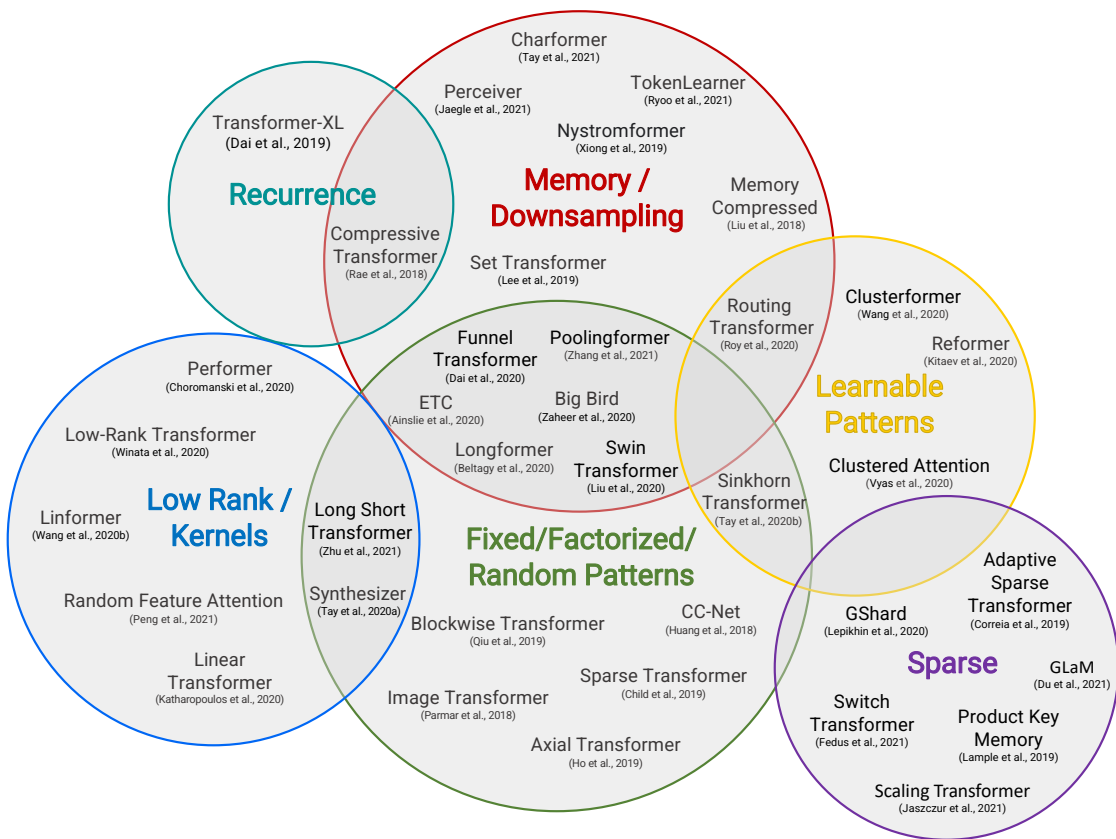 Charformer
(Tay et al., 2021)
Perceiver
(Jaegle et al., 2021)
TokenLearner
(Ryoo et al., 2021)
Transformer-XL
(Dai et al., 2019)
Nystromformer
(Xiong et al., 2019)
Recurrence
Memory /
Downsampling
Memory
Compressed
(Liu et al., 2018)
Compressive
Transformer
(Rae et al., 2018)
Set Transformer
(Lee et al., 2019)
Clusterformer
(Wang et al., 2020)
Routing
Transformer
(Roy et al., 2020)
Reformer
(Kitaev et al., 2020)
Funnel
Transformer
(Dai et al., 2020)
Poolingformer
(Zhang et al., 2021)
Performer
(Choromanski et al., 2020)
Learnable
Patterns
ETC
(Ainslie et al., 2020)
Big Bird
(Zaheer et al., 2020)
Low-Rank Transformer
(Winata et al., 2020)
Longformer
(Beltagy et al., 2020)
Swin
Transformer
(Liu et al., 2020)
Clustered Attention
(Vyas et al., 2020)
Sinkhorn
Transformer
(Tay et al., 2020b)
Low Rank /
Kernels
Linformer
(Wang et al., 2020b)
Long Short
Transformer
(Zhu et al., 2021)
Fixed/Factorized/
Random Patterns
Adaptive
Sparse
Transformer
(Correia et al., 2019)
Random Feature Attention
(Peng et al., 2021)
Synthesizer
(Tay et al., 2020a)
Blockwise Transformer
(Qiu et al., 2019)
CC-Net
(Huang et al., 2018)
GShard
(Lepikhin et al., 2020)
Sparse
GLaM
(Du et al., 2021)
Linear
Transformer
(Katharopoulos et al., 2020)
Sparse Transformer
(Child et al., 2019)
Image Transformer
(Parmar et al., 2018)
Switch
Transformer
(Fedus et al., 2021)
Product Key
Memory
(Lample et al., 2019)
Axial Transformer
(Ho et al., 2019)
Scaling Transformer
(Jaszczur et al., 2021)